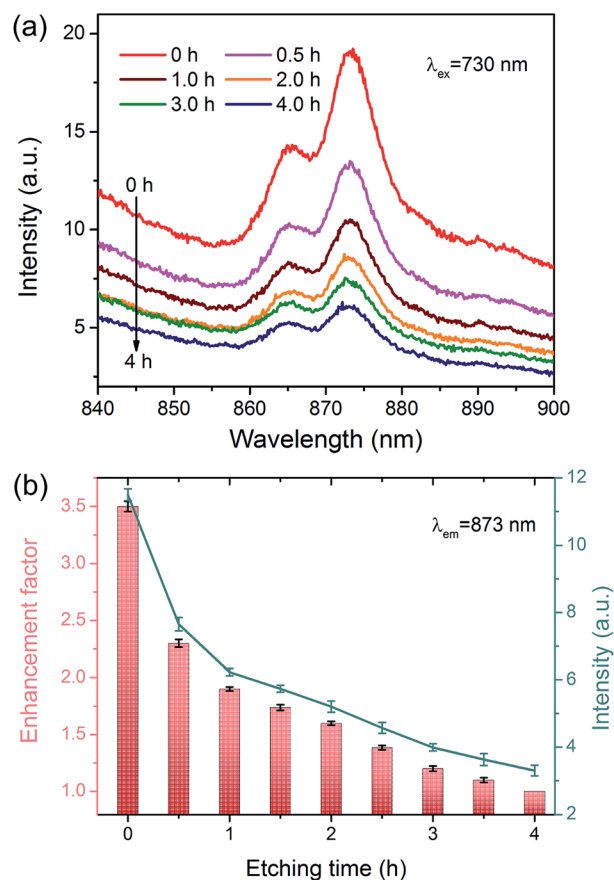 (a)
20
15
10
5
Intensity (a.u.)
0 h 0.5 h
1.0 h 2.0 h
3.0 h 4.0 h
λex=730 nm
0 h
4 h
840 850 860 870 880 890 900
Wavelength (nm)
(b)
3.5
3.0
2.5
2.0
1.5
1.0
Enhancement factor
λem=873 nm
12
10
8
6
4
2
Intensity (a.u.)
0 1 2 3 4
Etching time (h)